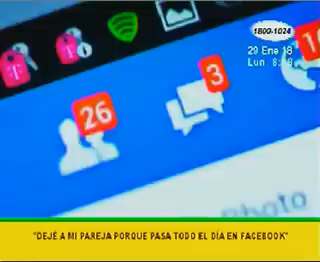 1800-1024
29 Ene 18
Lun
26
3
Photo
"DEJÉ A MI PAREJA PORQUE PASA TODO EL DÍA EN FACEBOOK"